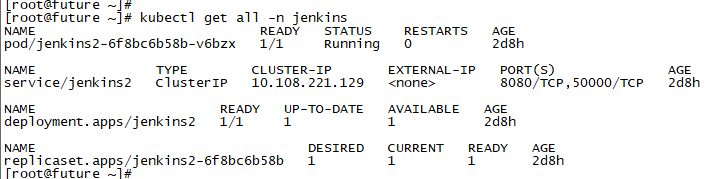 [root@future ~]#
[root@future ~]# kubectl get all -n jenkins
NAME READY STATUS RESTARTS AGE
pod/jenkins2-6f8bc6b58b-v6bzx 1/1 Running 0 2d8h
NAME TYPE CLUSTER-IP EXTERNAL-IP PORT(S) AGE
service/jenkins2 ClusterIP 10.108.221.129 <none> 8080/TCP,50000/TCP 2d8h
NAME READY UP-TO-DATE AVAILABLE AGE
deployment.apps/jenkins2 1/1 1 1 2d8h
NAME DESIRED CURRENT READY AGE
replicaset.apps/jenkins2-6f8bc6b58b 1 1 1 2d8h
[root@future ~]#